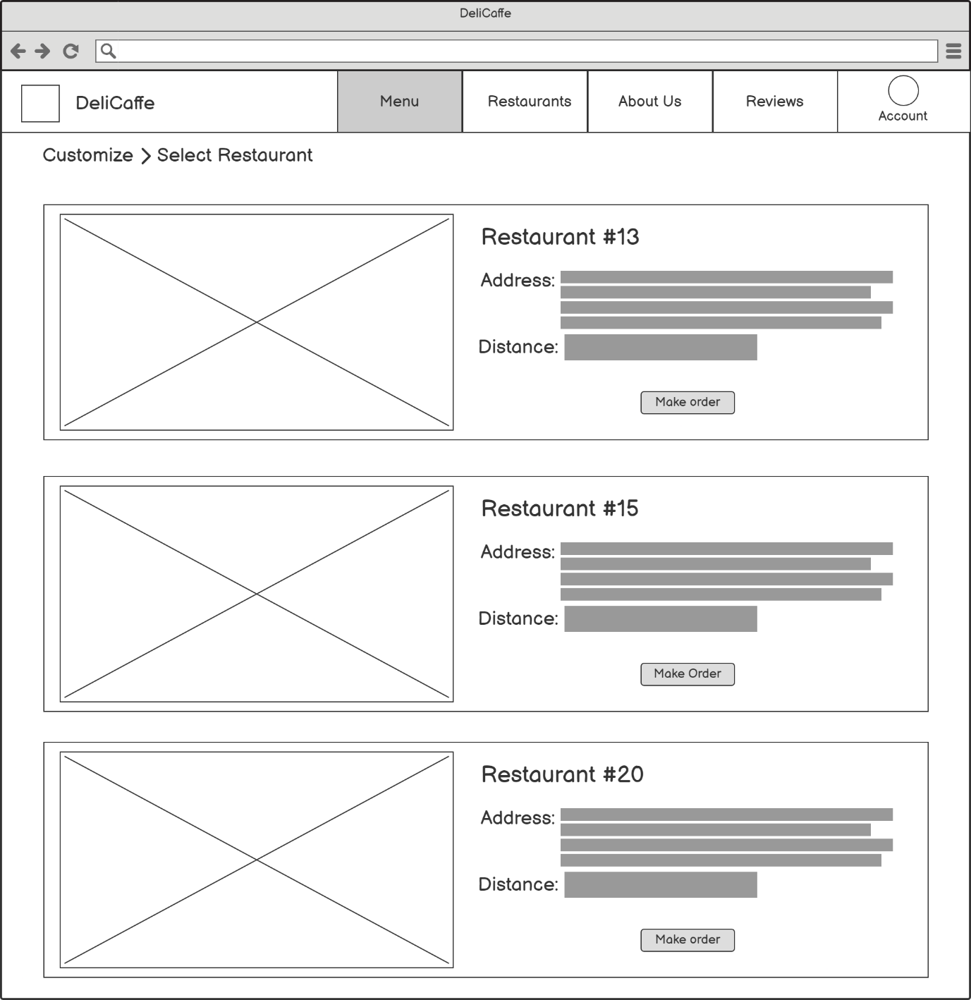 DeliCaffe
DeliCaffe
Menu
Restaurants
About Us
Reviews
Account
Customize > Select Restaurant
Restaurant #13
Address:
Distance:
Make order
Restaurant #15
Address:
Distance:
Make Order
Restaurant #20
Address:
Distance:
Make order